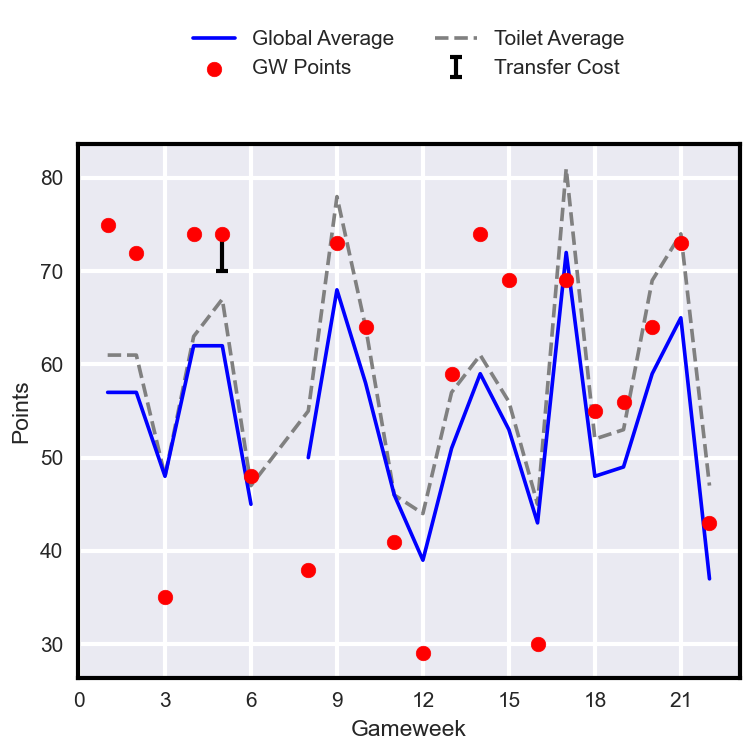 Global Average
Toilet Average
GW Points
Transfer Cost
80
70
60
50
40
30
Points
0 3 6 9 12 15 18 21
Gameweek